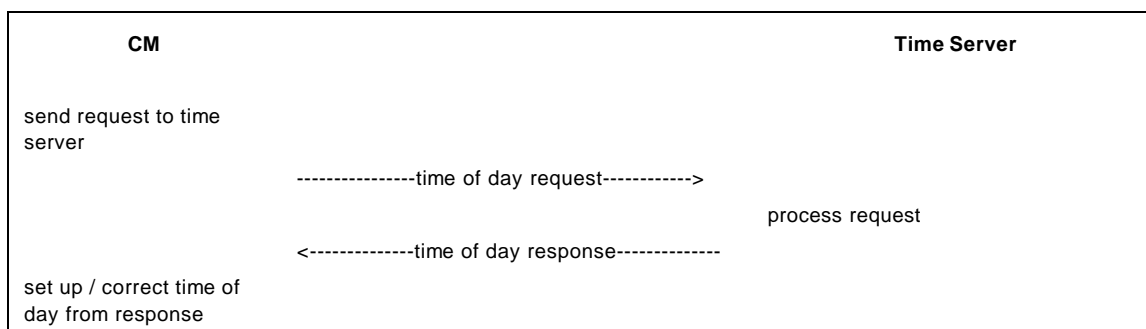 CM Time Server
send request to time
server
----------------time of day request------------>
process request
<--------------time of day response--------------
set up / correct time of
day from response